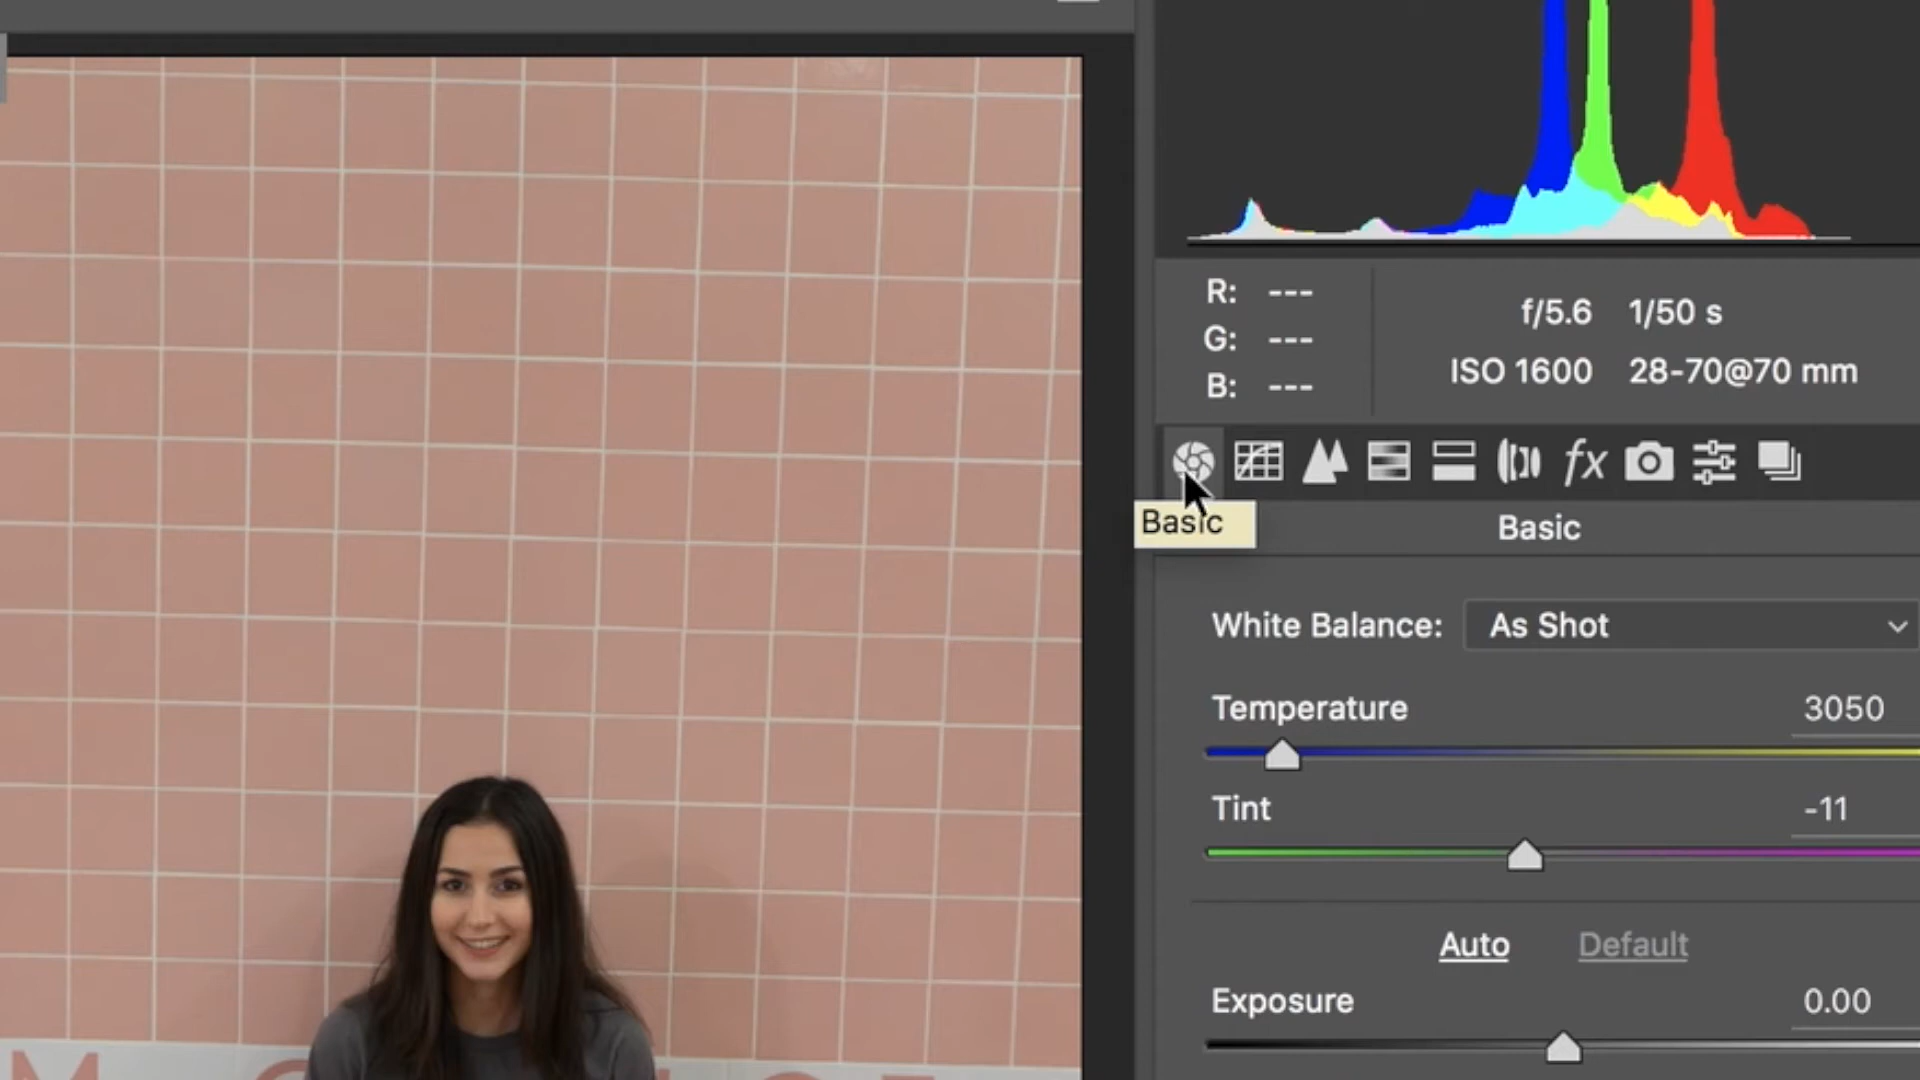 R: ---
G: ---
B: ---
f/5.6 1/50 s
ISO 1600 28-70@70 mm
fx
Basic
Basic
White Balance: As Shot
Temperature 3050
Tint -11
Auto Default
Exposure 0.00